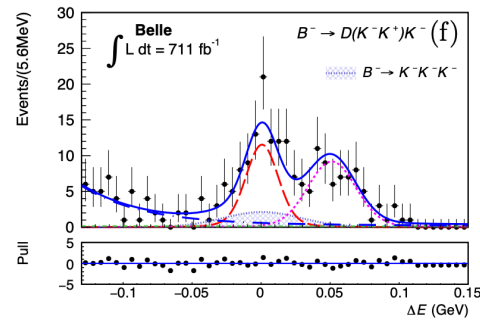 Events/(5.6MeV)
30
25
20
15
10
5
0
Belle
∫ L dt = 711 fb⁻¹
B⁻ → D(K⁻K⁺)K⁻ (f)
B⁻ → K⁻K⁻K⁻
Pull
5
0
−5
−0.1 −0.05 0 0.05 0.1 0.15
ΔE (GeV)